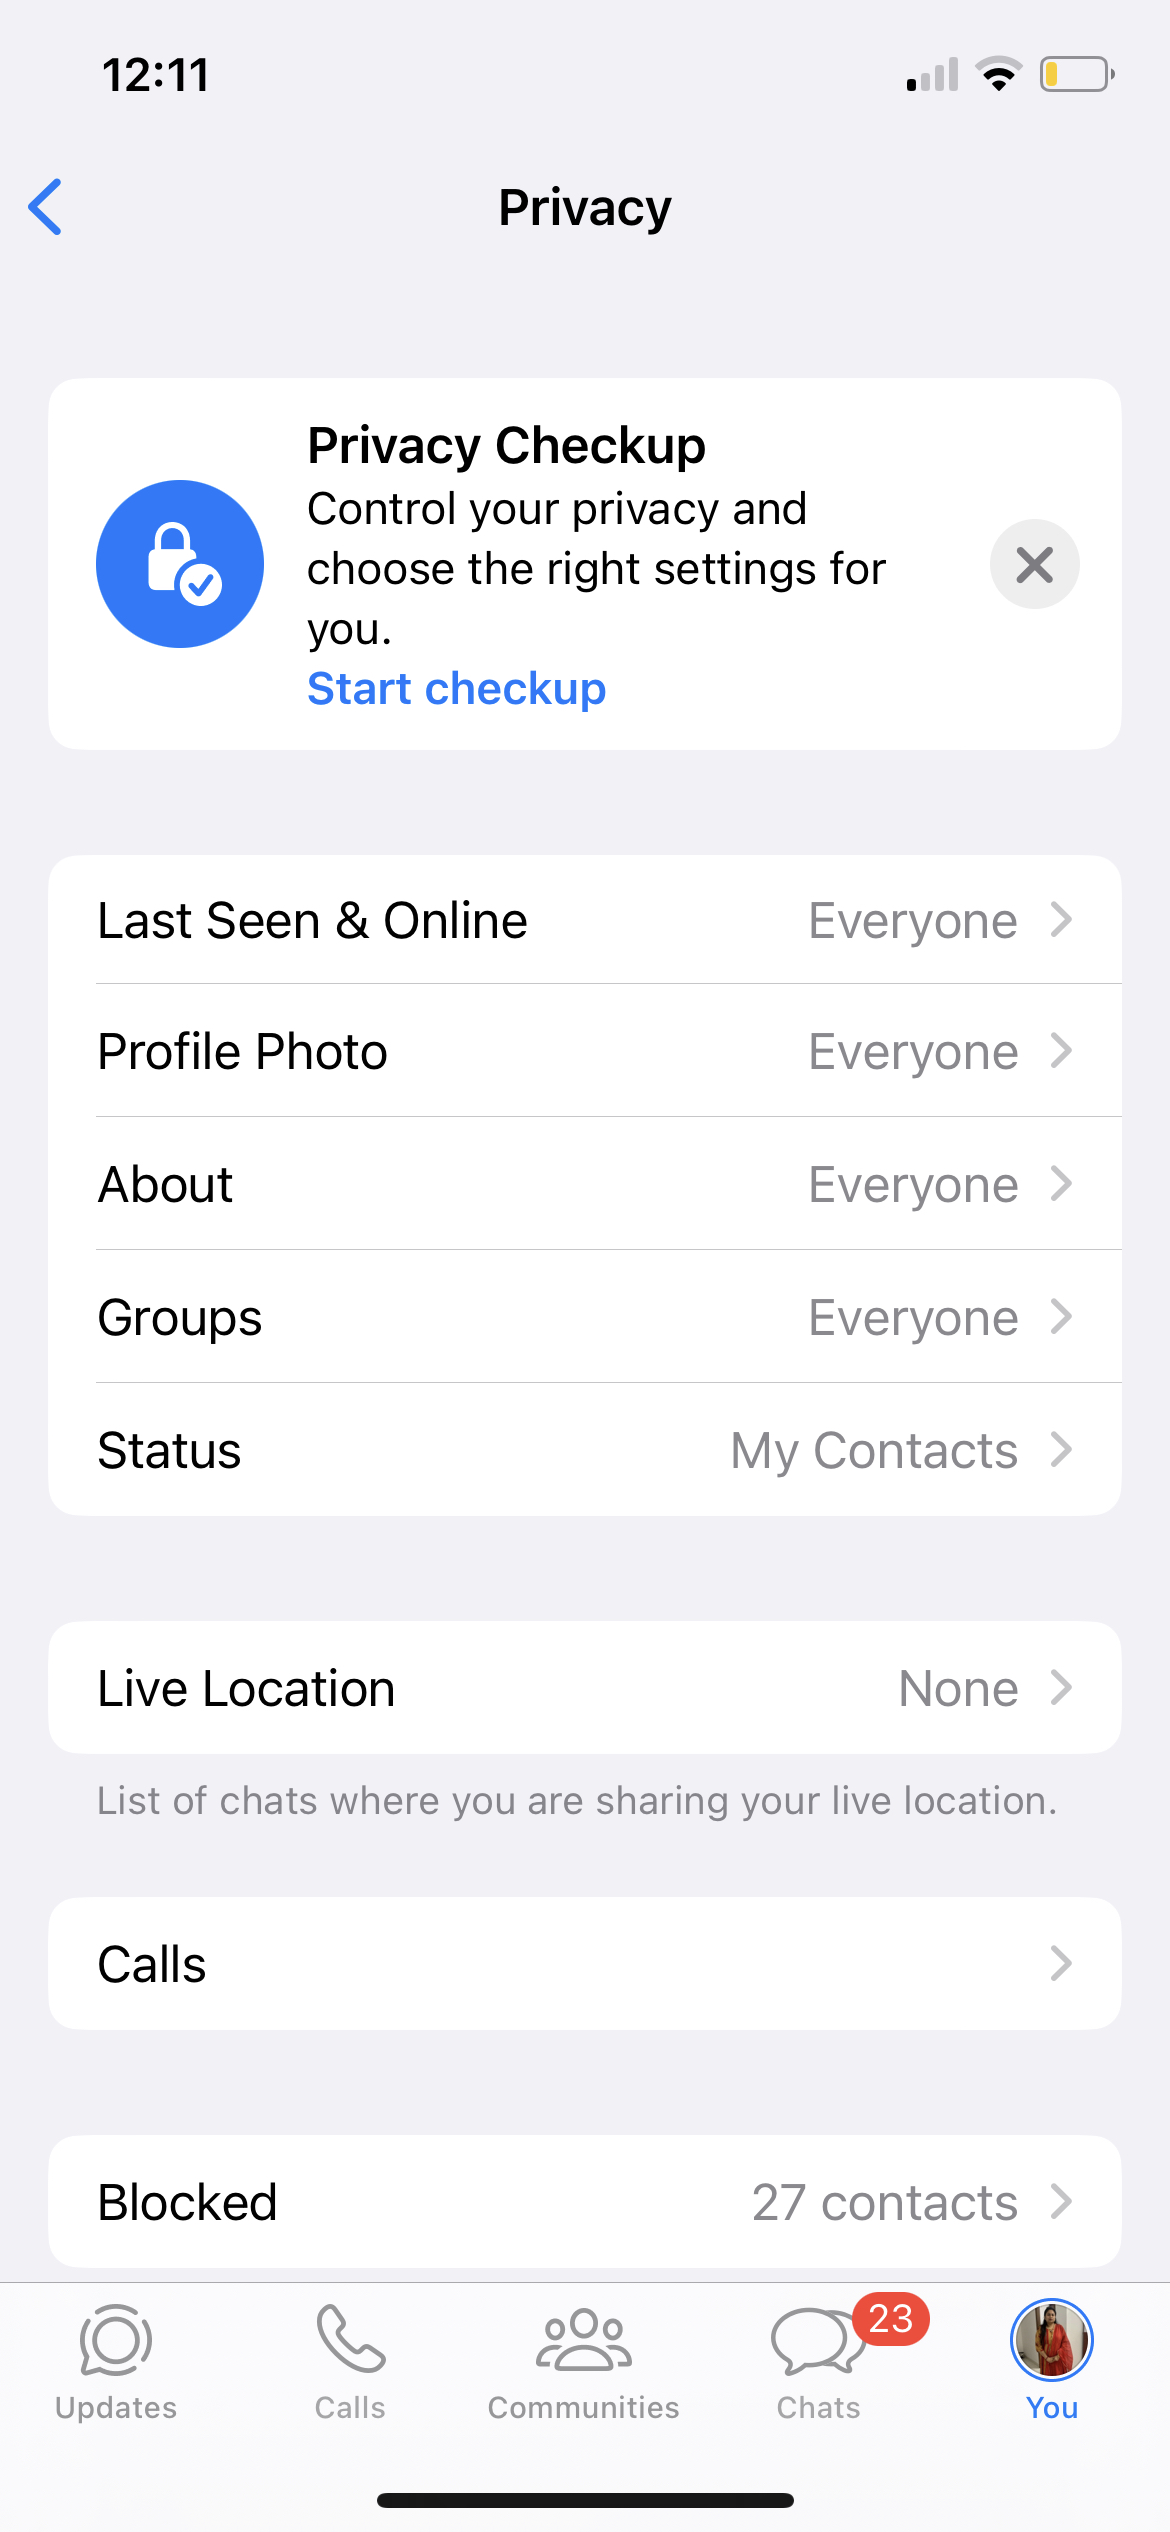 12:11
Privacy
Privacy Checkup
Control your privacy and
choose the right settings for
you.
Start checkup
Last Seen & Online Everyone
Profile Photo Everyone
About Everyone
Groups Everyone
Status My Contacts
Live Location None
List of chats where you are sharing your live location.
Calls
Blocked 27 contacts
23
Updates Calls Communities Chats You